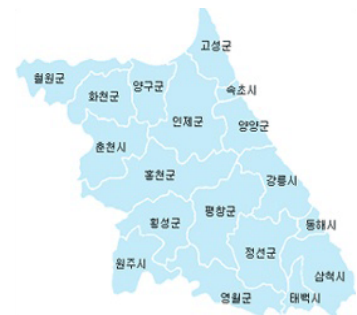 고성군
철원군
양구군
속초시
화천군
인제군
양양군
춘천시
홍천군
강릉시
평창군
횡성군
동해시
정선군
원주시
삼척시
영월군
태백시